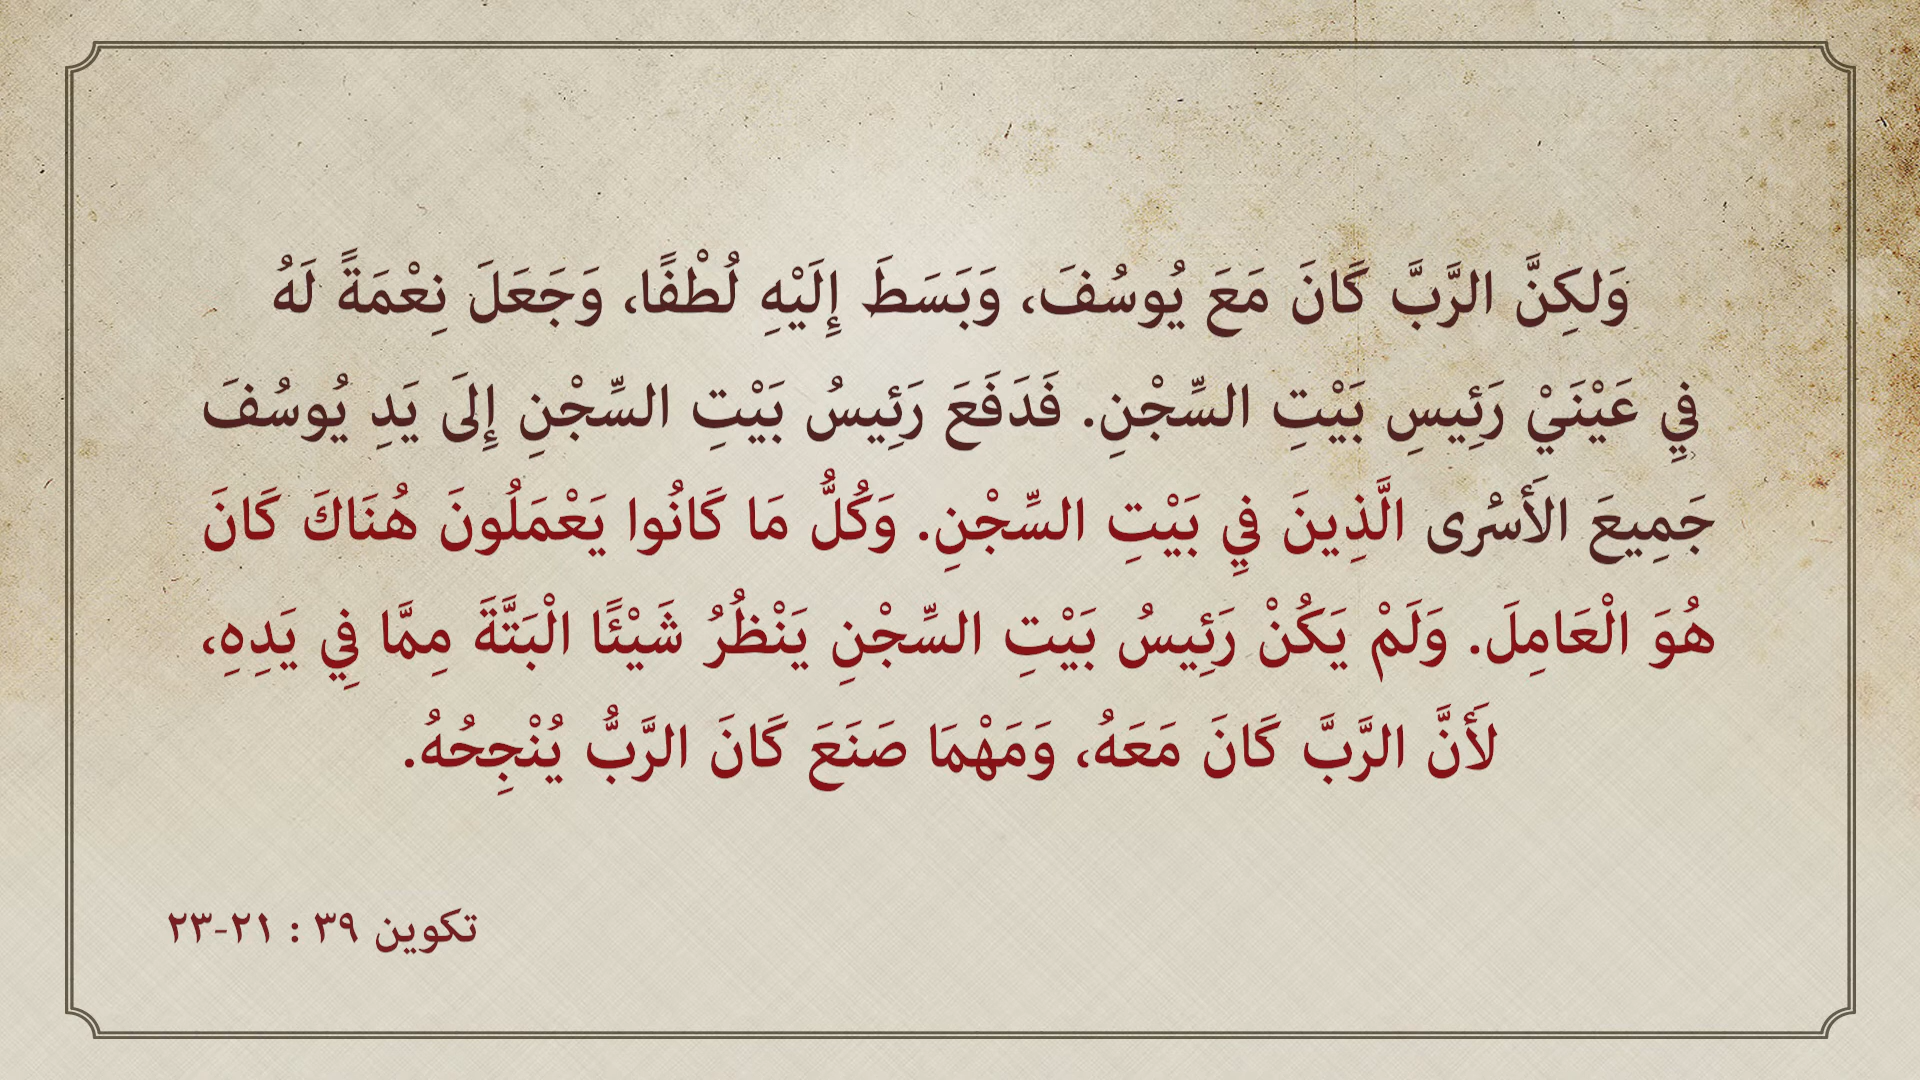 وَلكِنَّ الرَّبَّ كَانَ مَعَ يُوسُفَ، وَبَسَطَ إِلَيْهِ لُطْفًا، وَجَعَلَ نِعْمَةً لَهُ
فِي عَيْنَيْ رَئِيسِ بَيْتِ السِّجْنِ. فَدَفَعَ رَئِيسُ بَيْتِ السِّجْنِ إِلَى يَدِ يُوسُفَ
جَمِيعَ الأَسْرى الَّذِينَ فِي بَيْتِ السِّجْنِ. وَكُلُّ مَا كَانُوا يَعْمَلُونَ هُنَاكَ كَانَ
هُوَ الْعَامِلَ. وَلَمْ يَكُنْ رَئِيسُ بَيْتِ السِّجْنِ يَنْظُرُ شَيْئًا الْبَتَّةَ مِمَّا فِي يَدِهِ،
لأَنَّ الرَّبَّ كَانَ مَعَهُ، وَمَهْمَا صَنَعَ كَانَ الرَّبُّ يُنْجِحُهُ.
تكوين ٣٩ : ٢١-٢٣